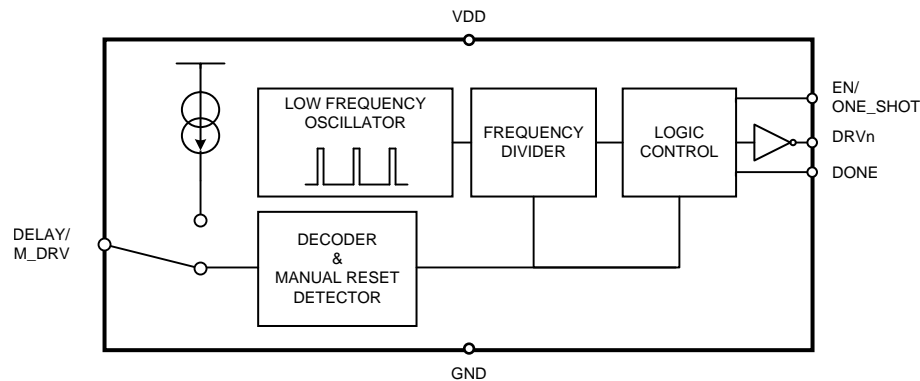 VDD
LOW FREQUENCY
OSCILLATOR
FREQUENCY
DIVIDER
LOGIC
CONTROL
EN/
ONE_SHOT
DRVn
DONE
DELAY/
M_DRV
DECODER
&
MANUAL RESET
DETECTOR
GND